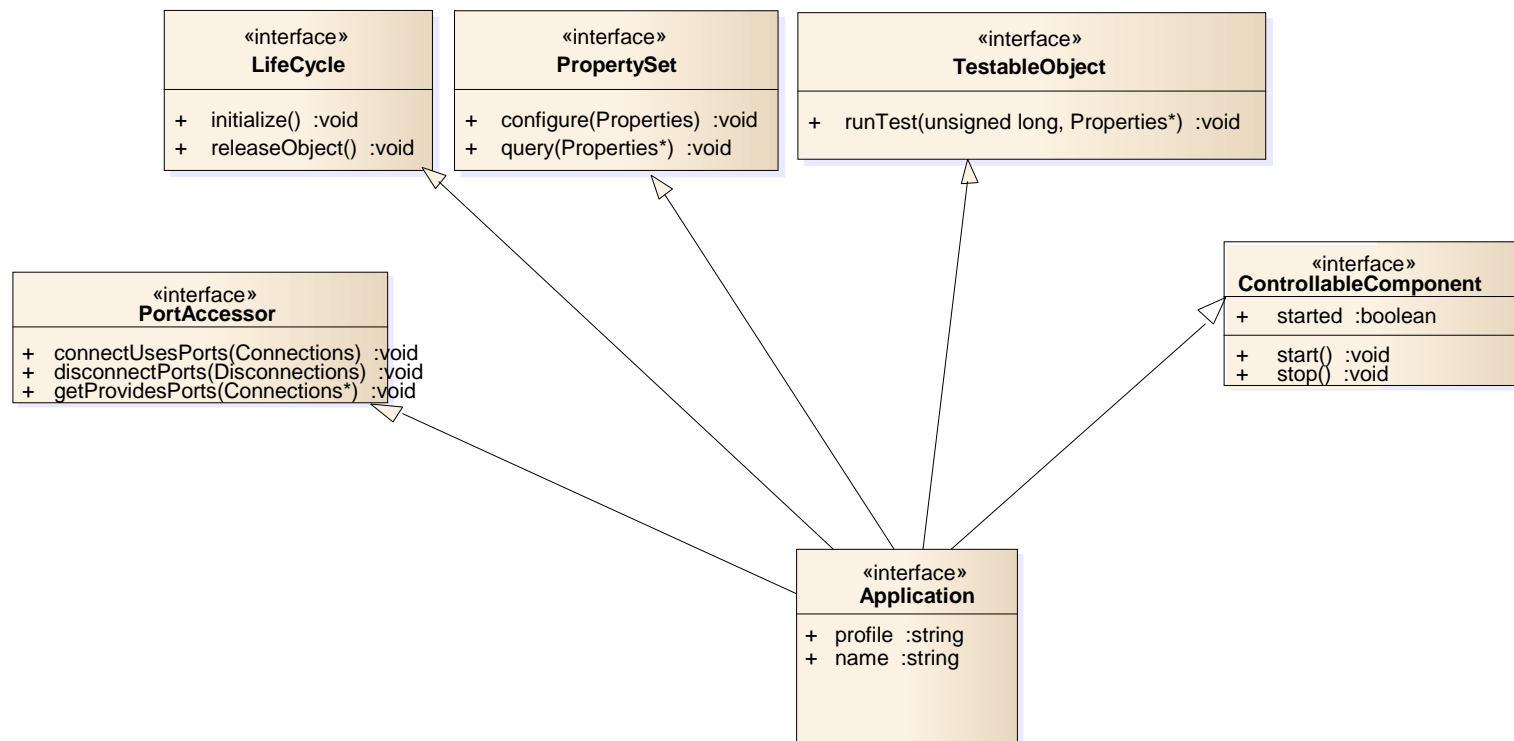 «interface»
LifeCycle
+ initialize() :void
+ releaseObject() :void
«interface»
PropertySet
+ configure(Properties) :void
+ query(Properties*) :void
«interface»
TestableObject
+ runTest(unsigned long, Properties*) :void
«interface»
PortAccessor
+ connectUsesPorts(Connections) :void
+ disconnectPorts(Disconnections) :void
+ getProvidesPorts(Connections*) :void
«interface»
ControllableComponent
+ started :boolean
+ start() :void
+ stop() :void
«interface»
Application
+ profile :string
+ name :string